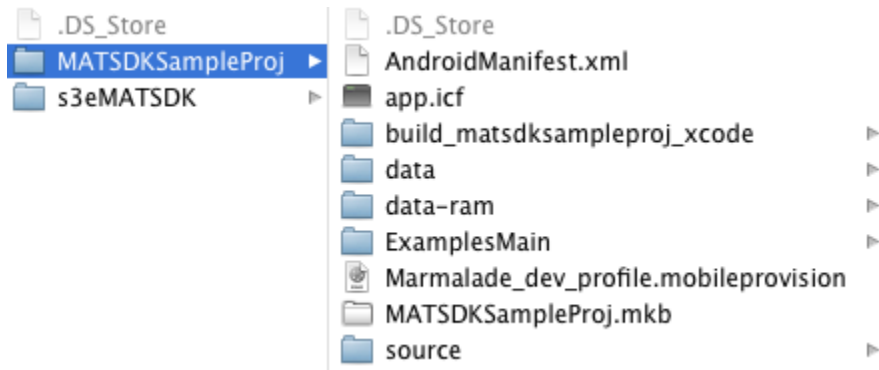 .DS_Store
MATSDKSampleProj
s3eMATSDK
.DS_Store
AndroidManifest.xml
app.icf
build_matsdksampleproj_xcode
data
data-ram
ExamplesMain
Marmalade_dev_profile.mobileprovision
MATSDKSampleProj.mkb
source